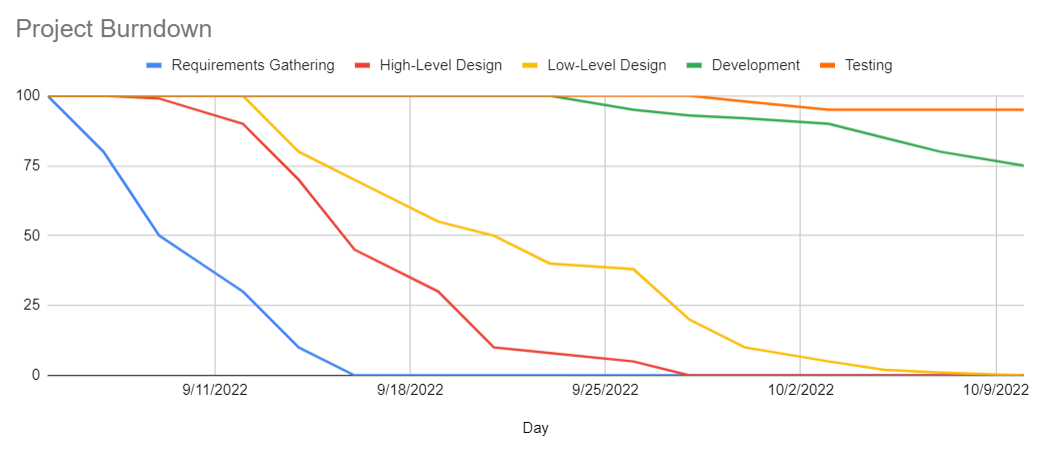 Project Burndown
Requirements Gathering High-Level Design Low-Level Design Development Testing
100
75
50
25
0
9/11/2022 9/18/2022 9/25/2022 10/2/2022 10/9/2022
Day